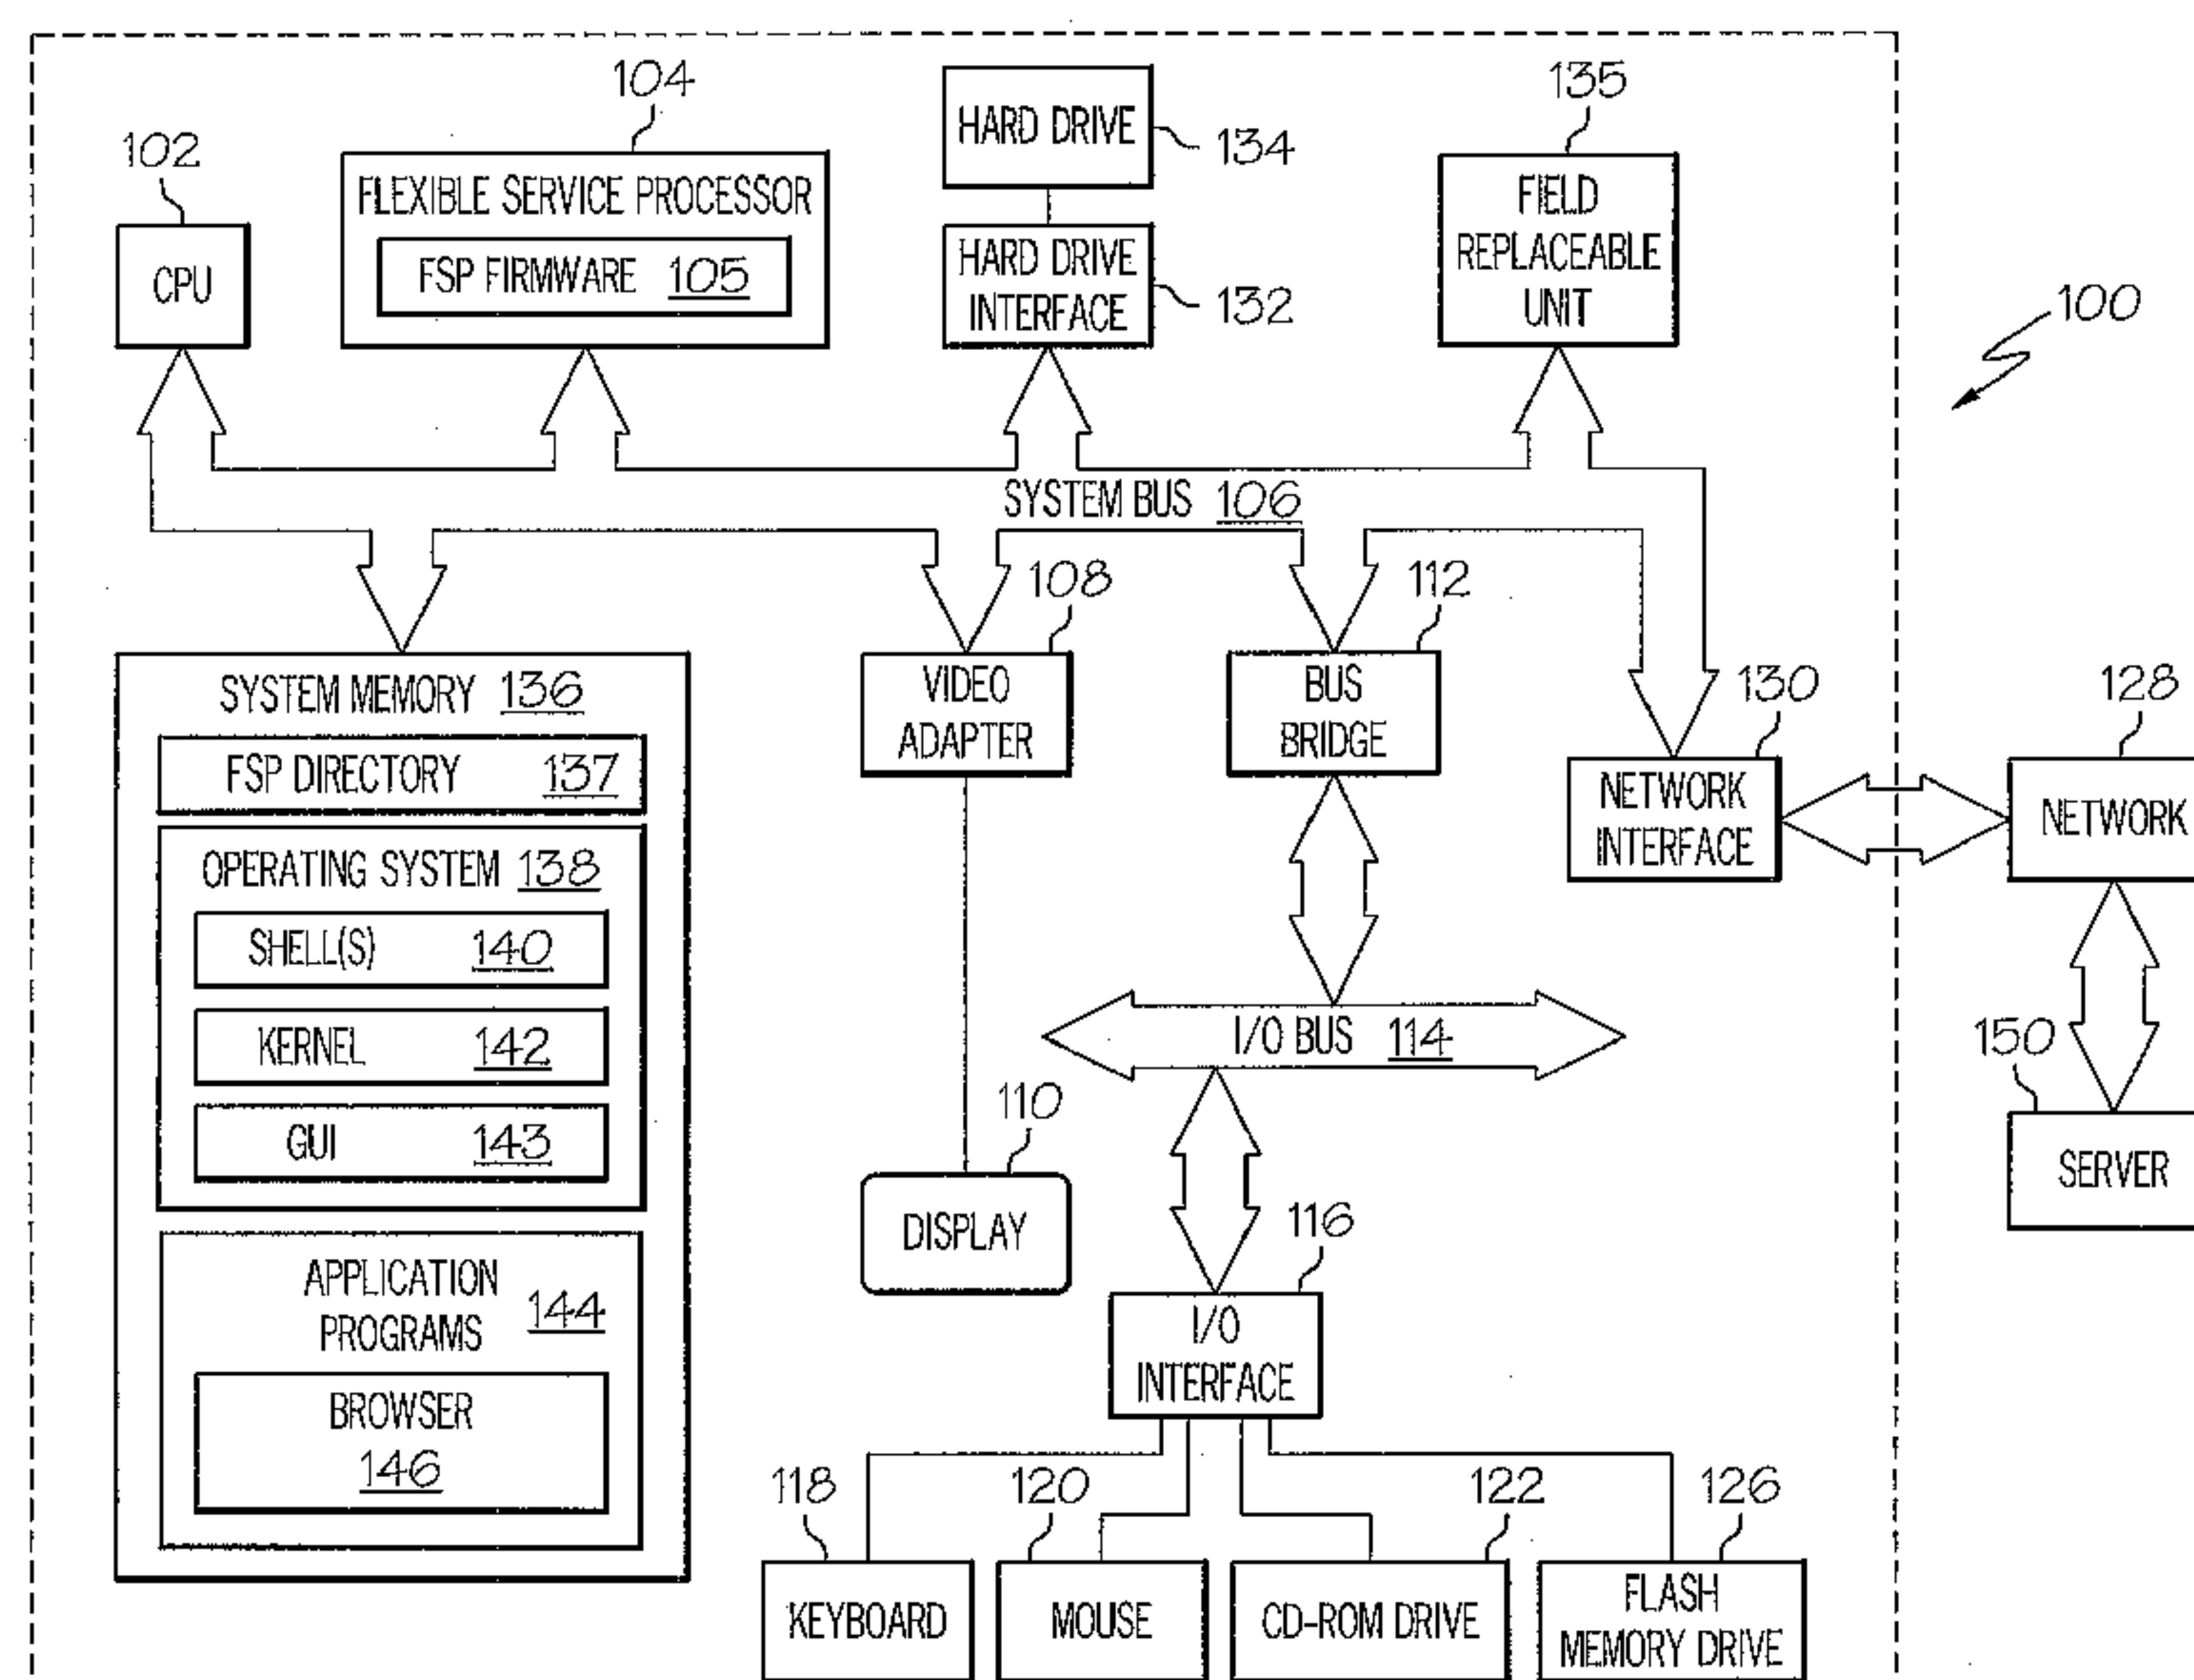 104
135
HARD DRIVE
134
102
FLEXIBLE SERVICE PROCESSOR
FSP FIRMWARE 105
CPU
HARD DRIVE
INTERFACE
132
FIELD
REPLACEABLE
UNIT
100
SYSTEM BUS 106
108
112
130
128
SYSTEM MEMORY 136
FSP DIRECTORY 137
OPERATING SYSTEM 138
SHELL(S) 140
KERNEL 142
GUI 143
APPLICATION
PROGRAMS
144
BROWSER
146
VIDEO
ADAPTER
BUS
BRIDGE
NETWORK
INTERFACE
NETWORK
I/O BUS 114
150
SERVER
110
DISPLAY
116
I/O
INTERFACE
118
120
122
126
KEYBOARD
MOUSE
CD-ROM DRIVE
FLASH
MEMORY DRIVE